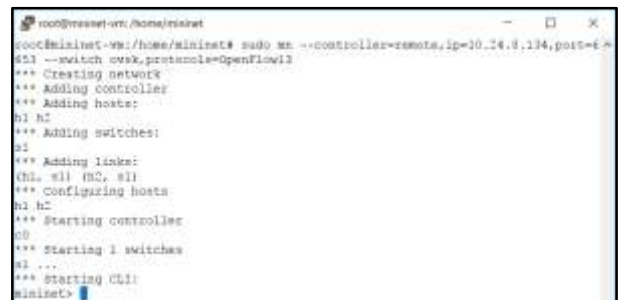 root@mininet-vm: /home/mininet
root@mininet-vm:/home/mininet# sudo mn --controller=remote,ip=10.24.8.134,port=6
653 --switch ovsk,protocols=OpenFlow13
*** Creating network
*** Adding controller
*** Adding hosts:
h1 h2
*** Adding switches:
s1
*** Adding links:
(h1, s1) (h2, s1)
*** Configuring hosts
h1 h2
*** Starting controller
c0
*** Starting 1 switches
s1 ...
*** Starting CLI:
mininet>